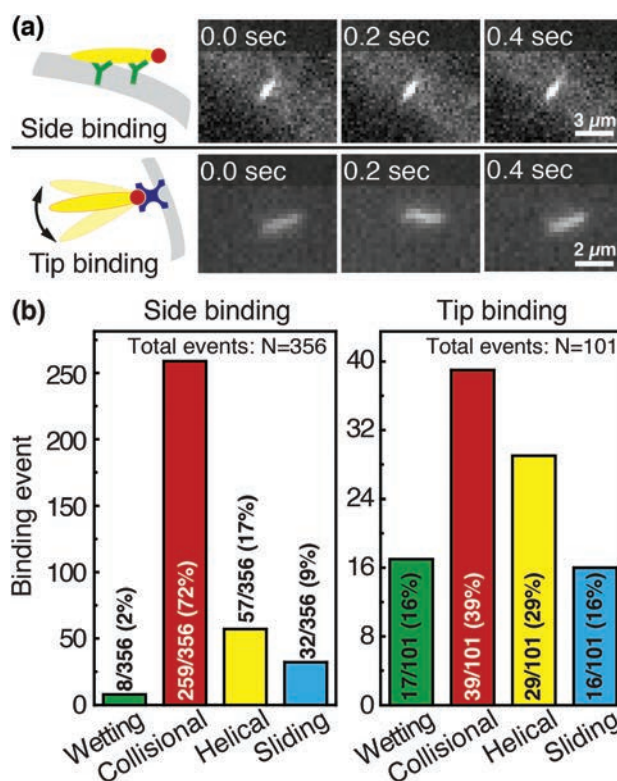 (a)
0.0 sec
0.2 sec
0.4 sec
3 μm
Side binding
0.0 sec
0.2 sec
0.4 sec
2 μm
Tip binding
(b)
Side binding
Tip binding
Total events: N=356
Total events: N=101
Binding event
250
200
150
100
50
0
8/356 (2%)
259/356 (72%)
57/356 (17%)
32/356 (9%)
Wetting
Collisional
Helical
Sliding
40
32
24
16
8
0
17/101 (16%)
39/101 (39%)
29/101 (29%)
16/101 (16%)
Wetting
Collisional
Helical
Sliding